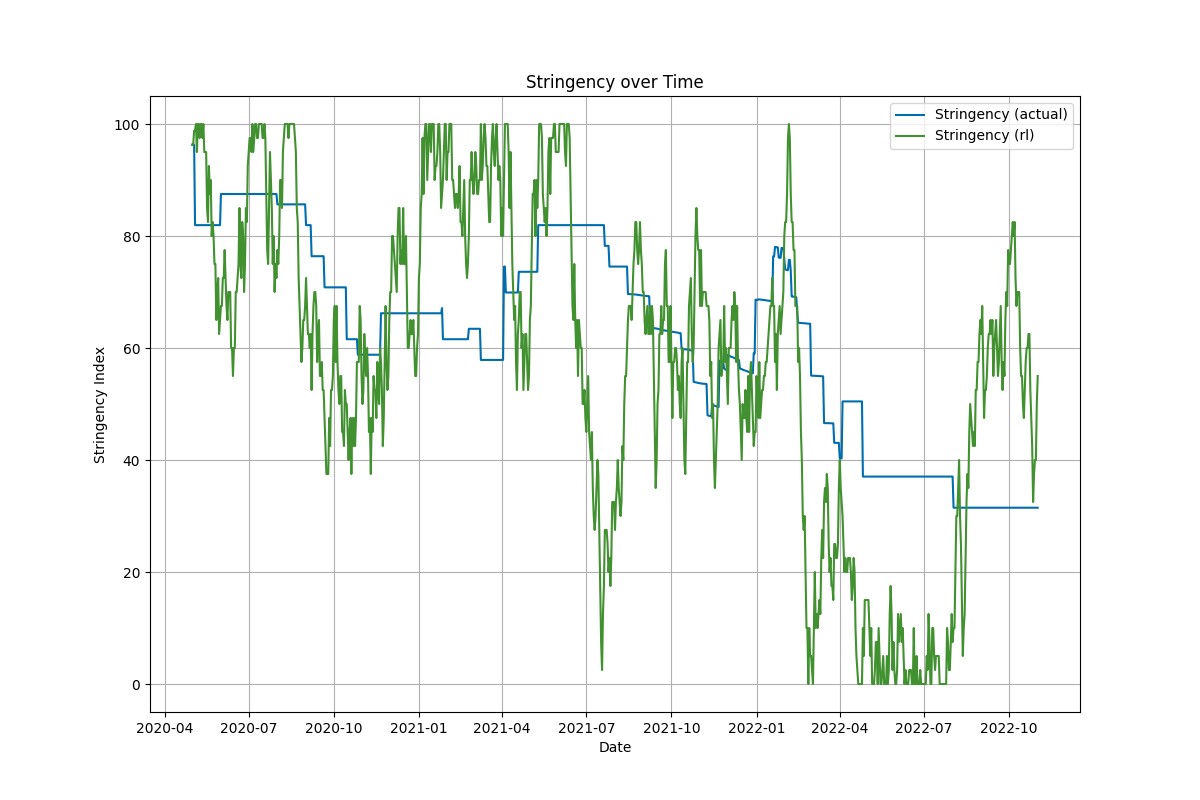 Stringency over Time
Stringency (actual)
Stringency (rl)
100
80
60
40
20
0
Stringency Index
2020-04 2020-07 2020-10 2021-01 2021-04 2021-07 2021-10 2022-01 2022-04 2022-07 2022-10
Date